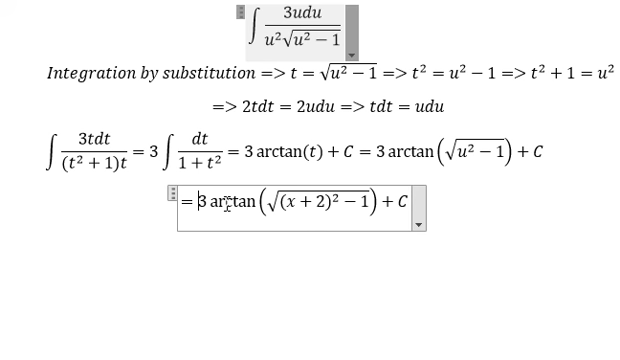 ∫ 3udu / u²√(u² − 1)
Integration by substitution => t = √(u² − 1) => t² = u² − 1 => t² + 1 = u²
=> 2tdt = 2udu => tdt = udu
∫ 3tdt / (t² + 1)t = 3 ∫ dt / 1 + t² = 3 arctan(t) + C = 3 arctan(√(u² − 1)) + C
= 3 arctan(√((x + 2)² − 1)) + C